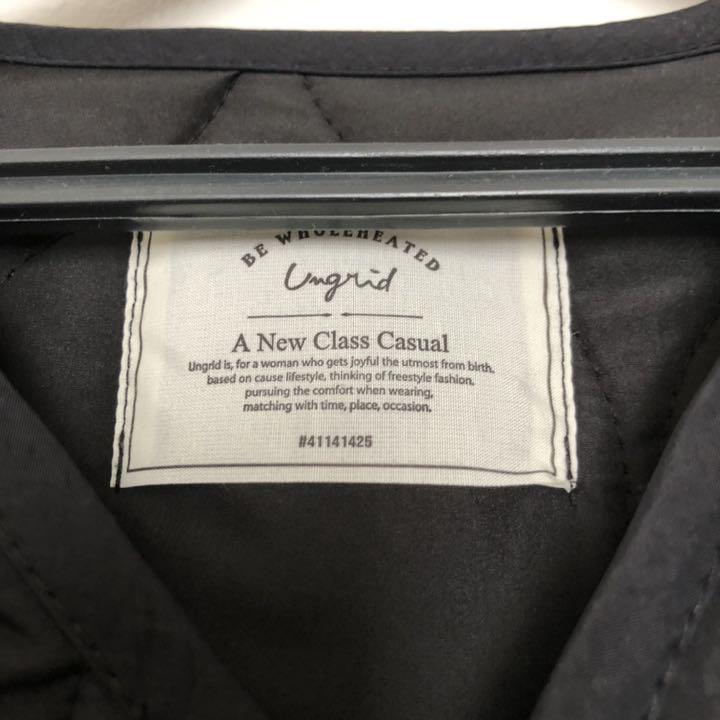 BE WHOLEHEATED
Ungrid
A New Class Casual
Ungrid is, for a woman who gets joyful the utmost from birth.
based on cause lifestyle, thinking of freestyle fashion.
pursuing the comfort when wearing,
matching with time, place, occasion.
#41141425